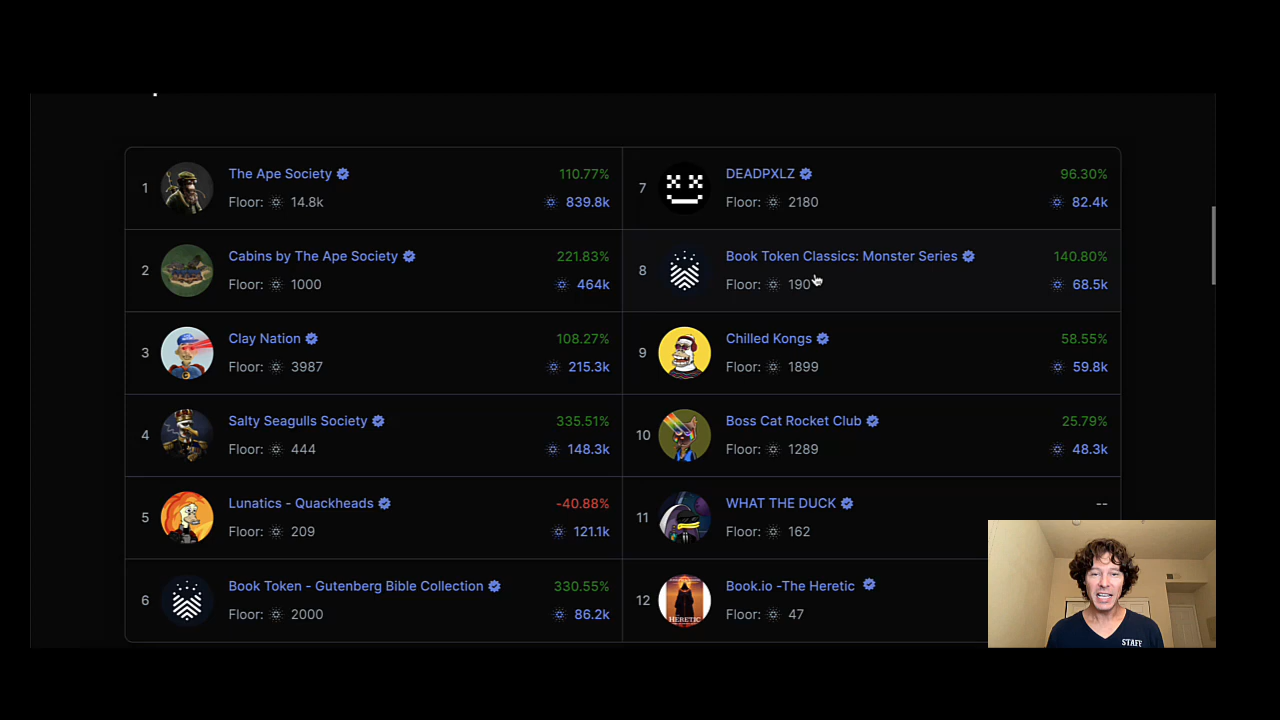 1
The Ape Society
110.77%
Floor: 14.8k
839.8k
2
Cabins by The Ape Society
221.83%
Floor: 1000
464k
3
Clay Nation
108.27%
Floor: 3987
215.3k
4
Salty Seagulls Society
335.51%
Floor: 444
148.3k
5
Lunatics - Quackheads
-40.88%
Floor: 209
121.1k
6
Book Token - Gutenberg Bible Collection
330.55%
Floor: 2000
86.2k
7
DEADPXLZ
96.30%
Floor: 2180
82.4k
8
Book Token Classics: Monster Series
140.80%
Floor: 190
68.5k
9
Chilled Kongs
58.55%
Floor: 1899
59.8k
10
Boss Cat Rocket Club
25.79%
Floor: 1289
48.3k
11
WHAT THE DUCK
--
Floor: 162
12
Book.io -The Heretic
Floor: 47
HERETIC
STAFF